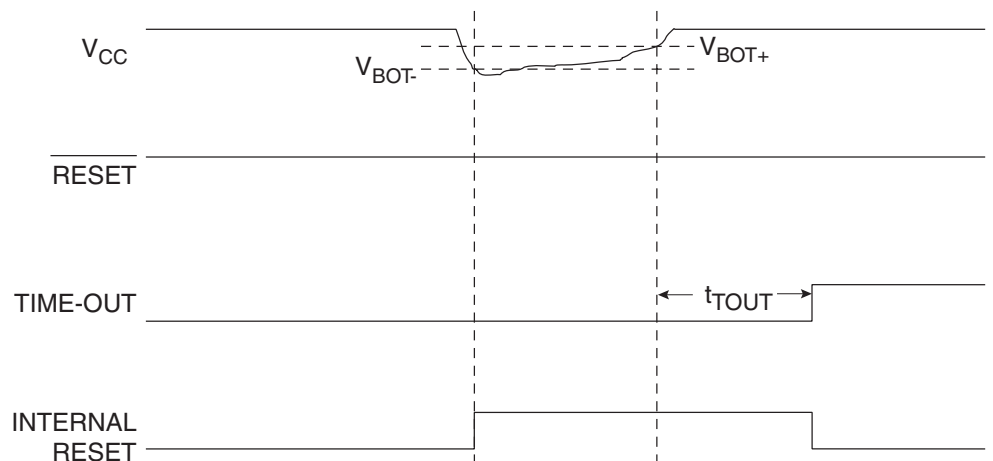 VCC
VBOT-
VBOT+
RESET
TIME-OUT
tTOUT
INTERNAL
RESET